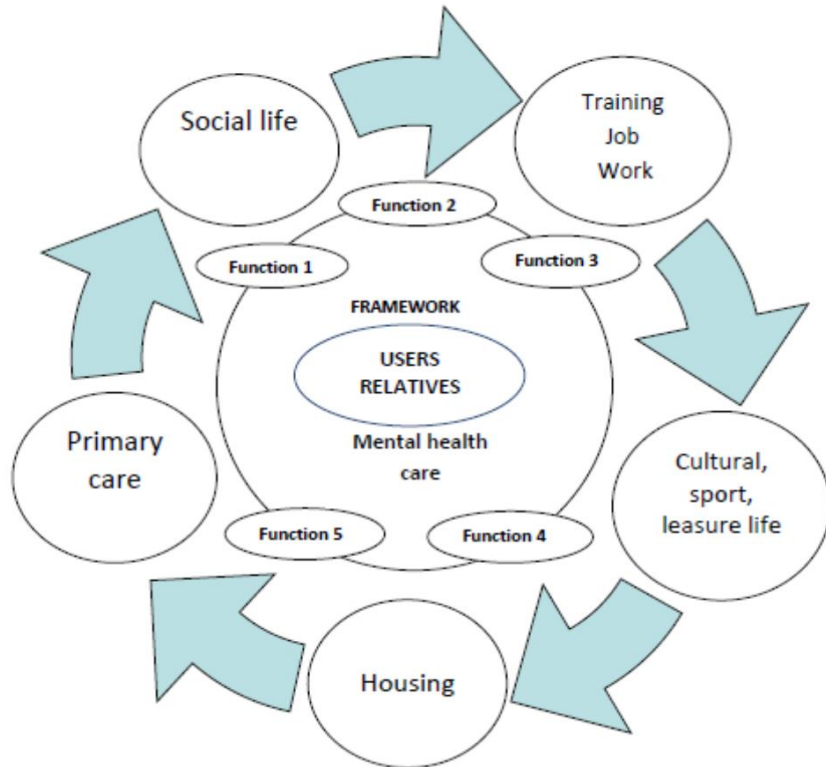 Social life
Training
Job
Work
Function 2
Function 1
Function 3
FRAMEWORK
USERS
RELATIVES
Mental health
care
Primary
care
Cultural,
sport,
leasure life
Function 5
Function 4
Housing